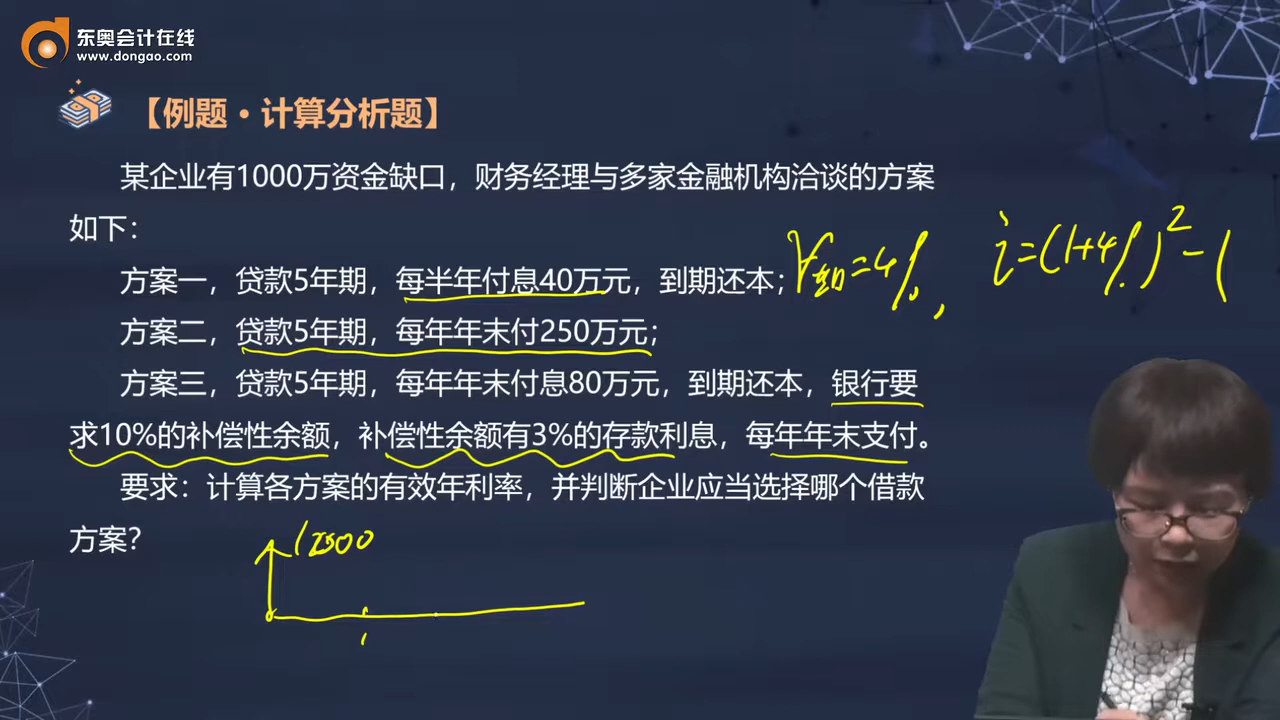 东奥会计在线
www.dongao.com
【例题·计算分析题】
某企业有1000万资金缺口，财务经理与多家金融机构洽谈的方案
如下：
方案一，贷款5年期，每半年付息40万元，到期还本；
方案二，贷款5年期，每年年末付250万元；
方案三，贷款5年期，每年年末付息80万元，到期还本，银行要
求10%的补偿性余额，补偿性余额有3%的存款利息，每年年末支付。
要求：计算各方案的有效年利率，并判断企业应当选择哪个借款
方案？
=4%,
i=(1+4%)²-1
1